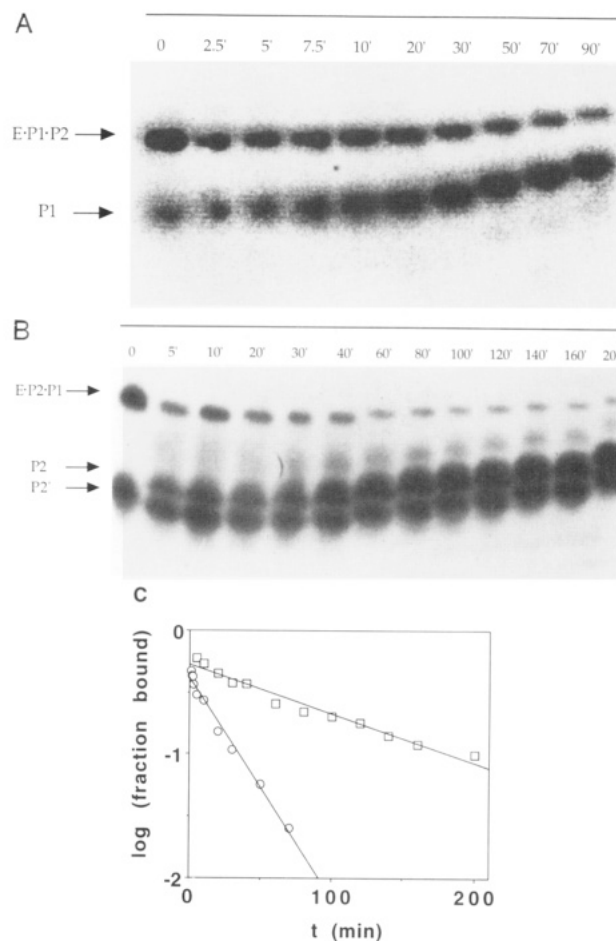 A
0 2.5' 5' 7.5' 10' 20' 30' 50' 70' 90'
E·P1·P2
P1
B
0 5' 10' 20' 30' 40' 60' 80' 100' 120' 140' 160' 20
E·P2·P1
P2
P2'
C
0
-1
-2
log (fraction bound)
0 100 200
t (min)